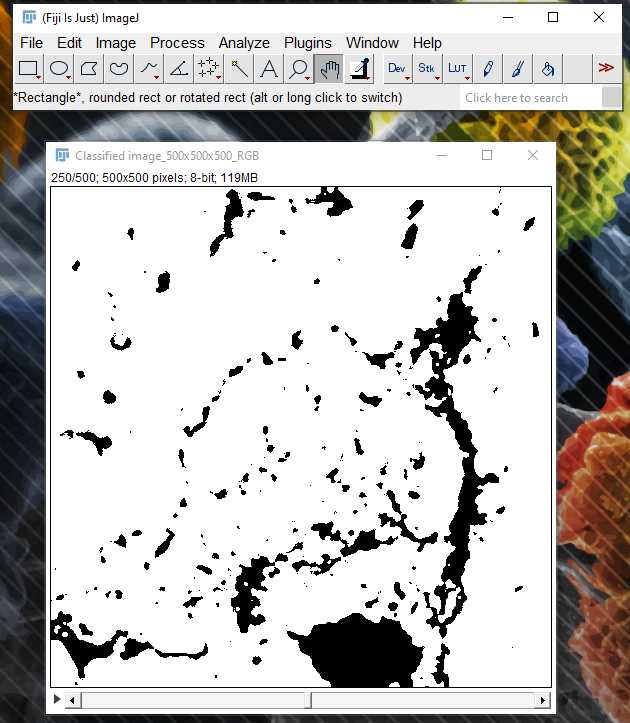 (Fiji Is Just) ImageJ
File Edit Image Process Analyze Plugins Window Help
A Dev Stk LUT >>
*Rectangle*, rounded rect or rotated rect (alt or long click to switch) Click here to search
Classified image_500x500x500_RGB
250/500; 500x500 pixels; 8-bit; 119MB